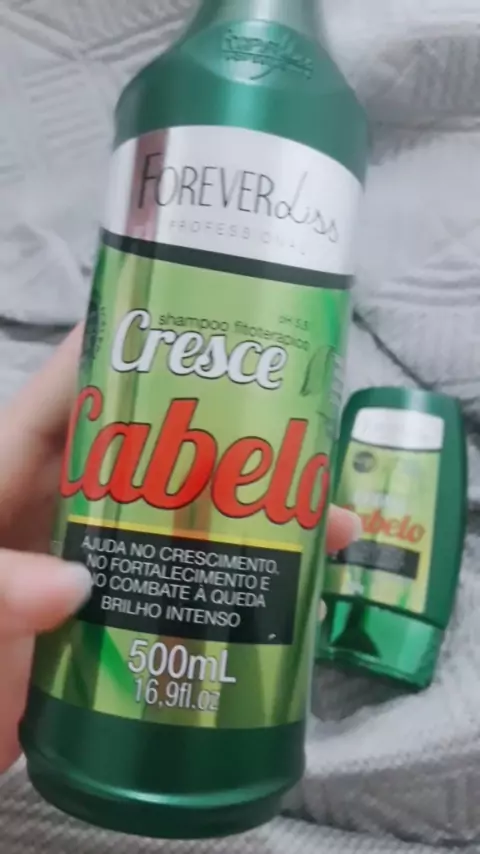 FOREVER Liss
PROFESSIONAL
pH 5.5
shampoo fitoterápico
Cresce
Cabelo
AJUDA NO CRESCIMENTO,
NO FORTALECIMENTO E
NO COMBATE À QUEDA
BRILHO INTENSO
500mL
16,9fl.oz
Cabelo